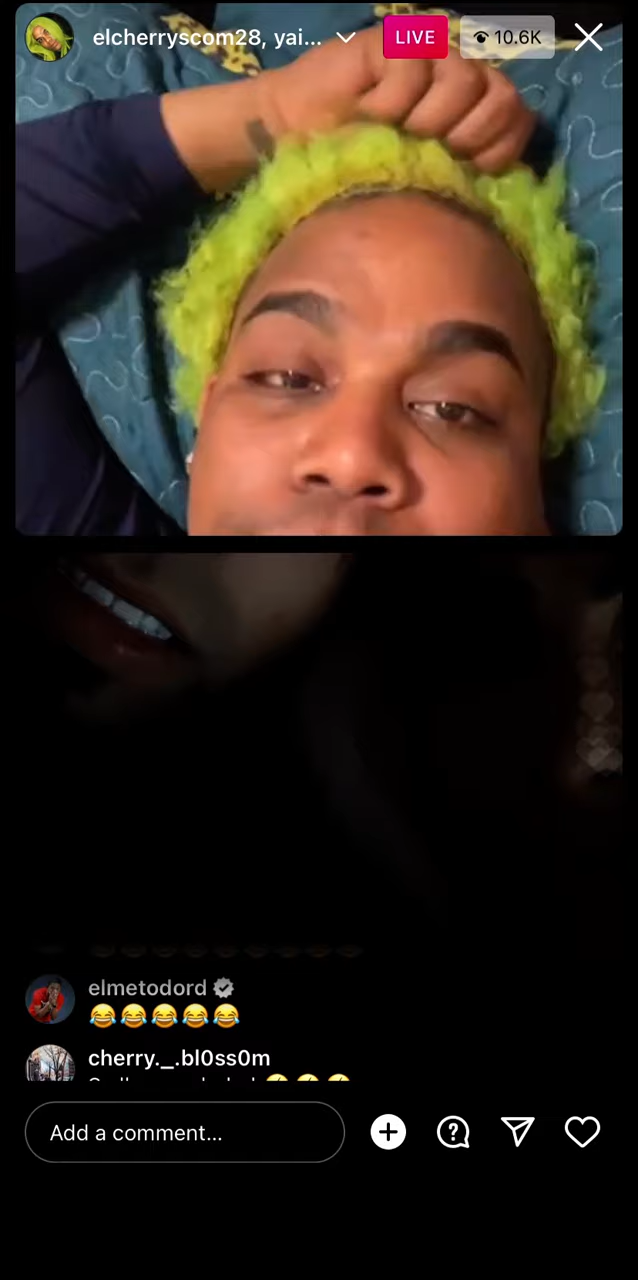 elcherryscom28, yai...
LIVE
10.6K
😂😂😂😂😂
elmetodord
😂😂😂😂😂
cherry._.bl0ss0m
Add a comment...